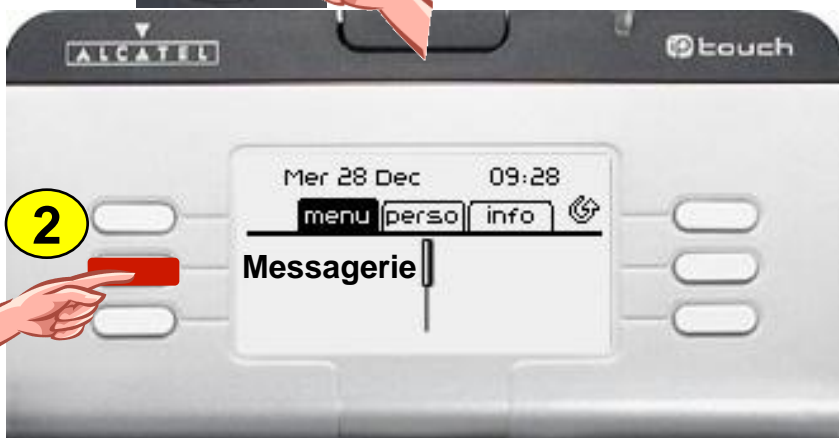 ALCATEL
touch
Mer 28 Dec 09:28
menu perso info
2
Messagerie